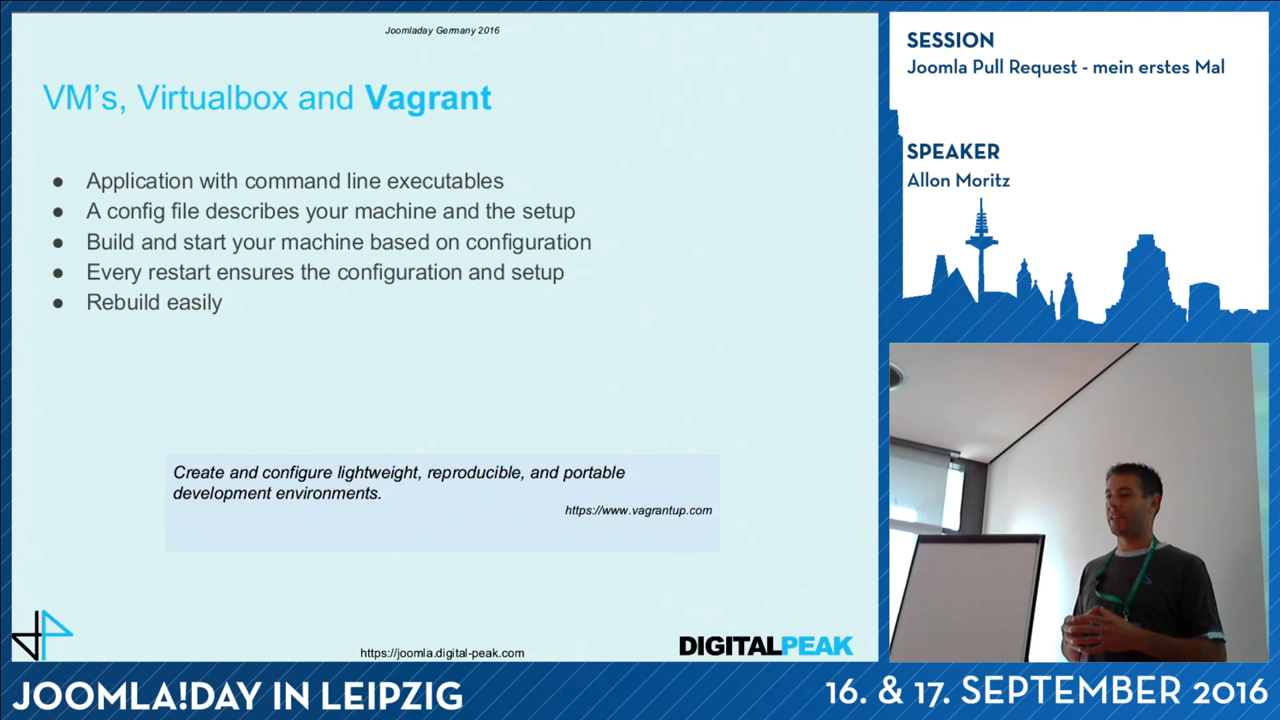 Joomladay Germany 2016
VM's, Virtualbox and Vagrant
● Application with command line executables
● A config file describes your machine and the setup
● Build and start your machine based on configuration
● Every restart ensures the configuration and setup
● Rebuild easily
Create and configure lightweight, reproducible, and portable
development environments.
https://www.vagrantup.com
https://joomla.digital-peak.com
DIGITALPEAK
SESSION
Joomla Pull Request - mein erstes Mal
SPEAKER
Allon Moritz
JOOMLA!DAY IN LEIPZIG
16. & 17. SEPTEMBER 2016